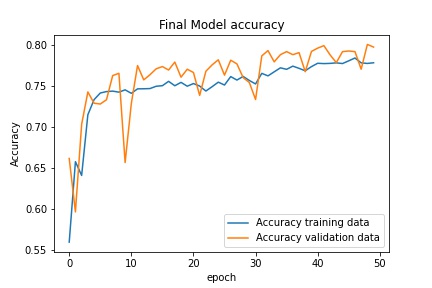 Final Model accuracy
Accuracy
0.80
0.75
0.70
0.65
0.60
0.55
0 10 20 30 40 50
epoch
Accuracy training data
Accuracy validation data